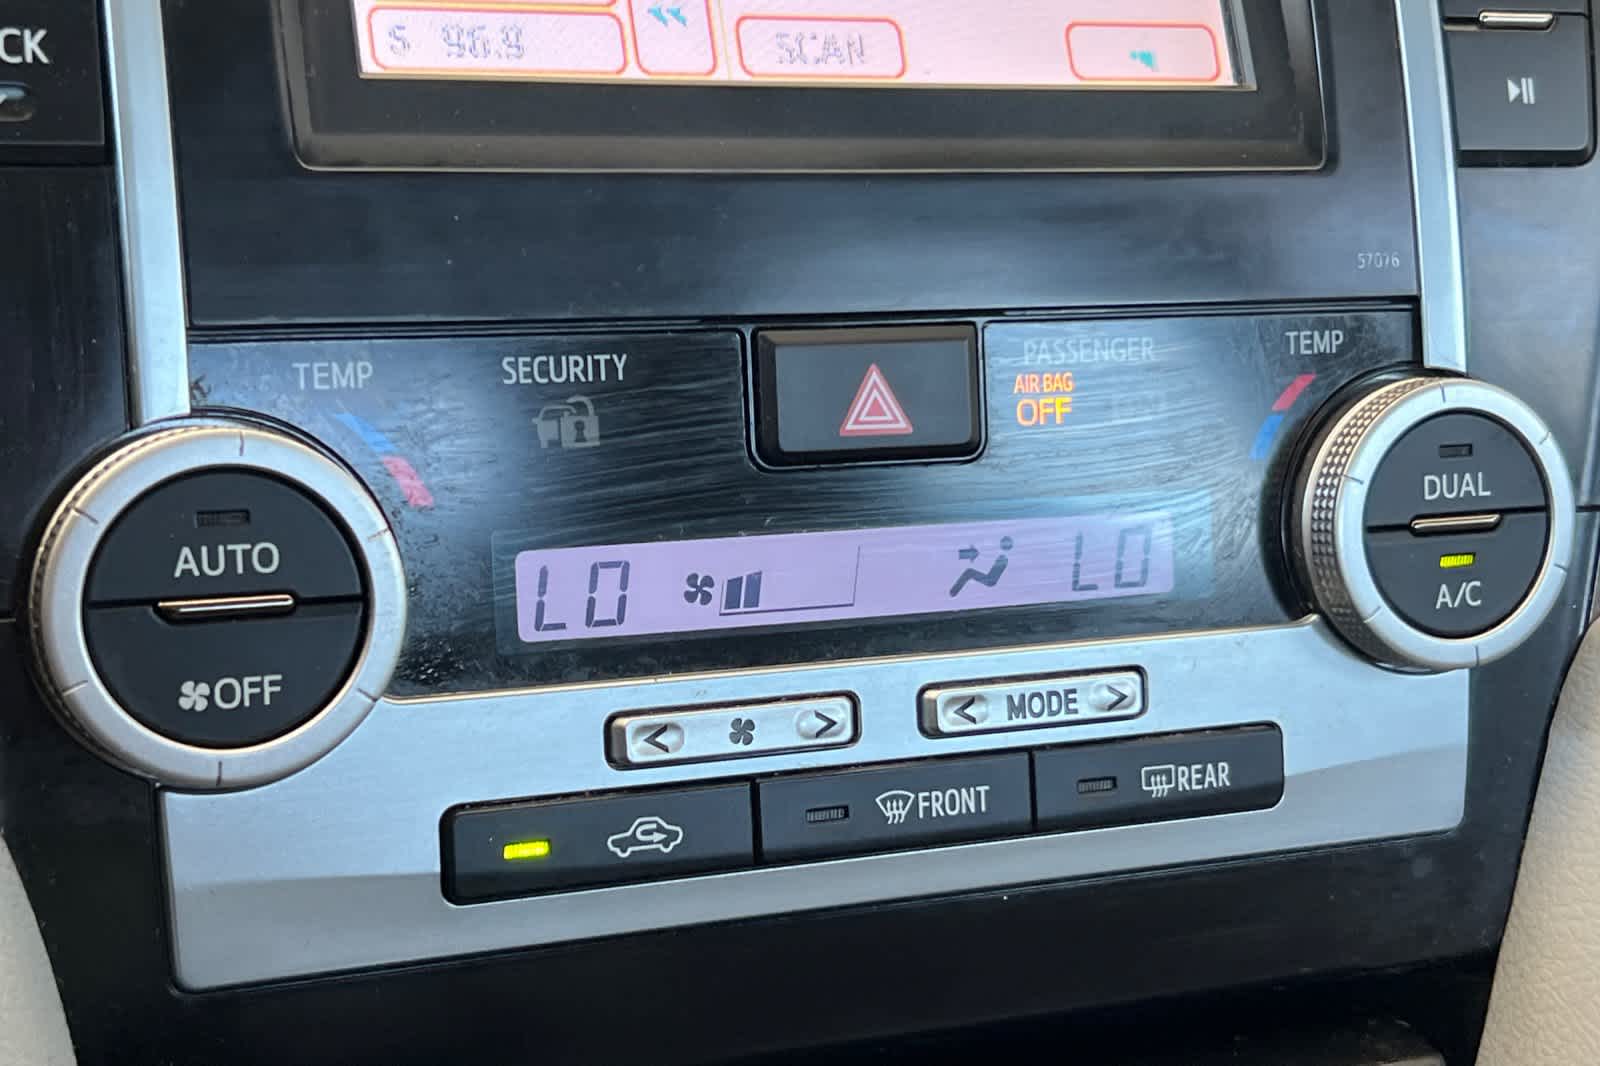 CK
5 96.9
SCAN
57076
TEMP
SECURITY
PASSENGER
AIR BAG
OFF
TEMP
AUTO
OFF
LO
LO
DUAL
A/C
MODE
FRONT
REAR